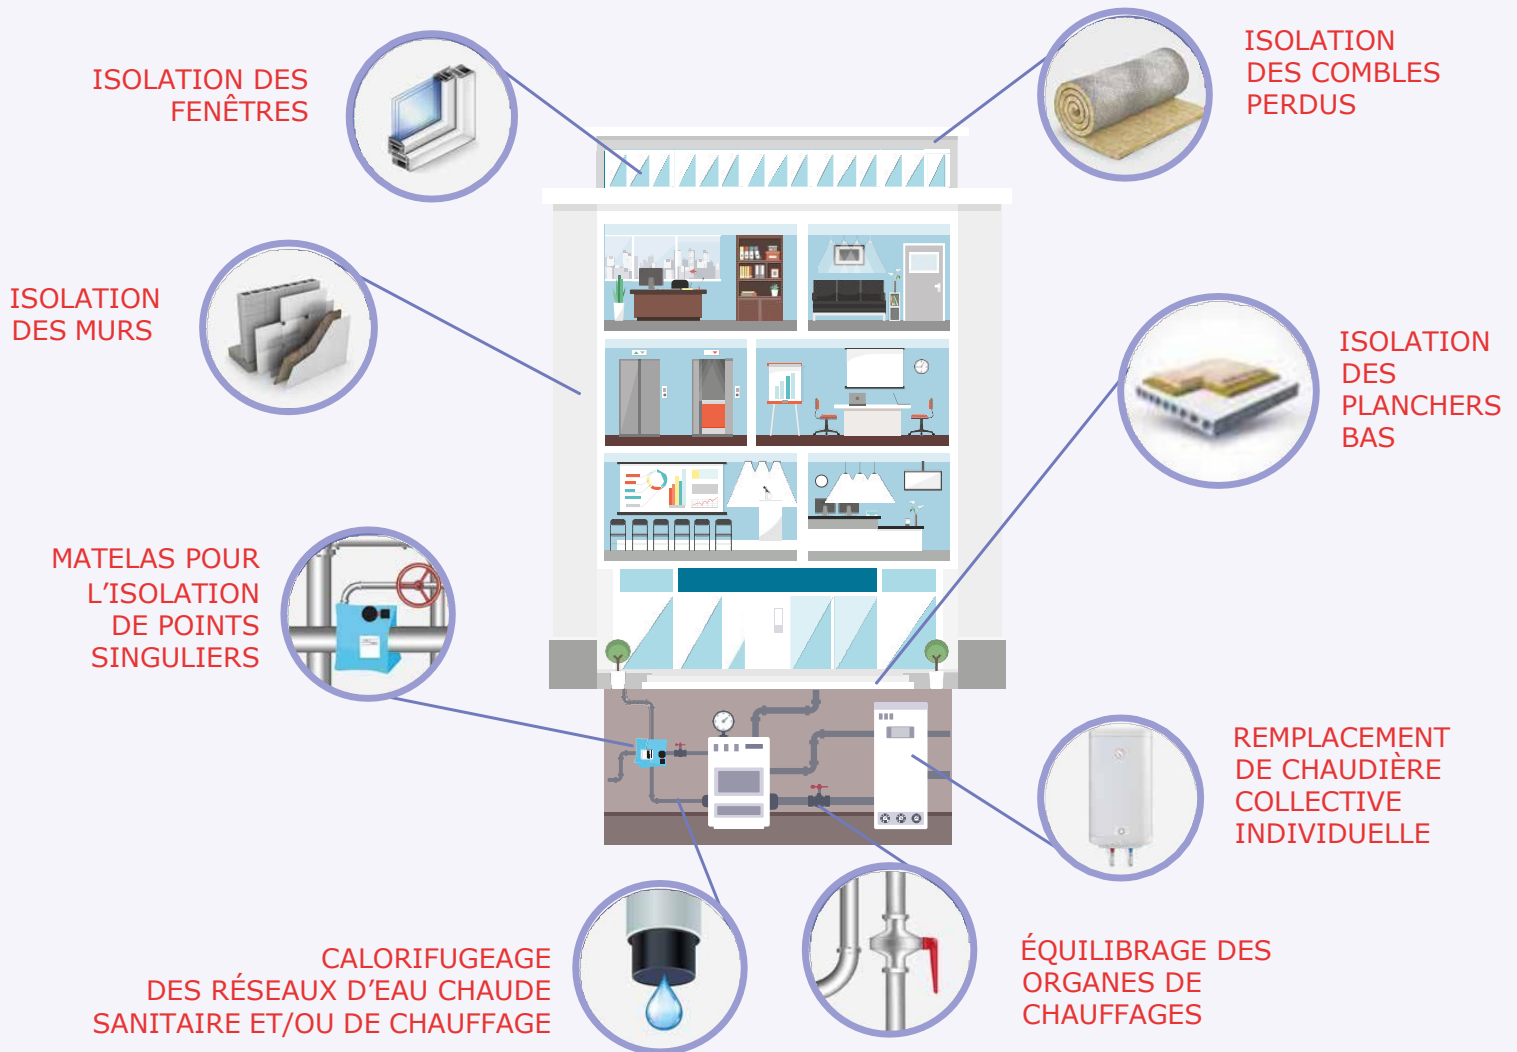 ISOLATION DES
FENÊTRES
ISOLATION
DES COMBLES
PERDUS
ISOLATION
DES MURS
ISOLATION
DES
PLANCHERS
BAS
MATELAS POUR
L'ISOLATION
DE POINTS
SINGULIERS
REMPLACEMENT
DE CHAUDIÈRE
COLLECTIVE
INDIVIDUELLE
CALORIFUGEAGE
DES RÉSEAUX D'EAU CHAUDE
SANITAIRE ET/OU DE CHAUFFAGE
ÉQUILIBRAGE DES
ORGANES DE
CHAUFFAGES